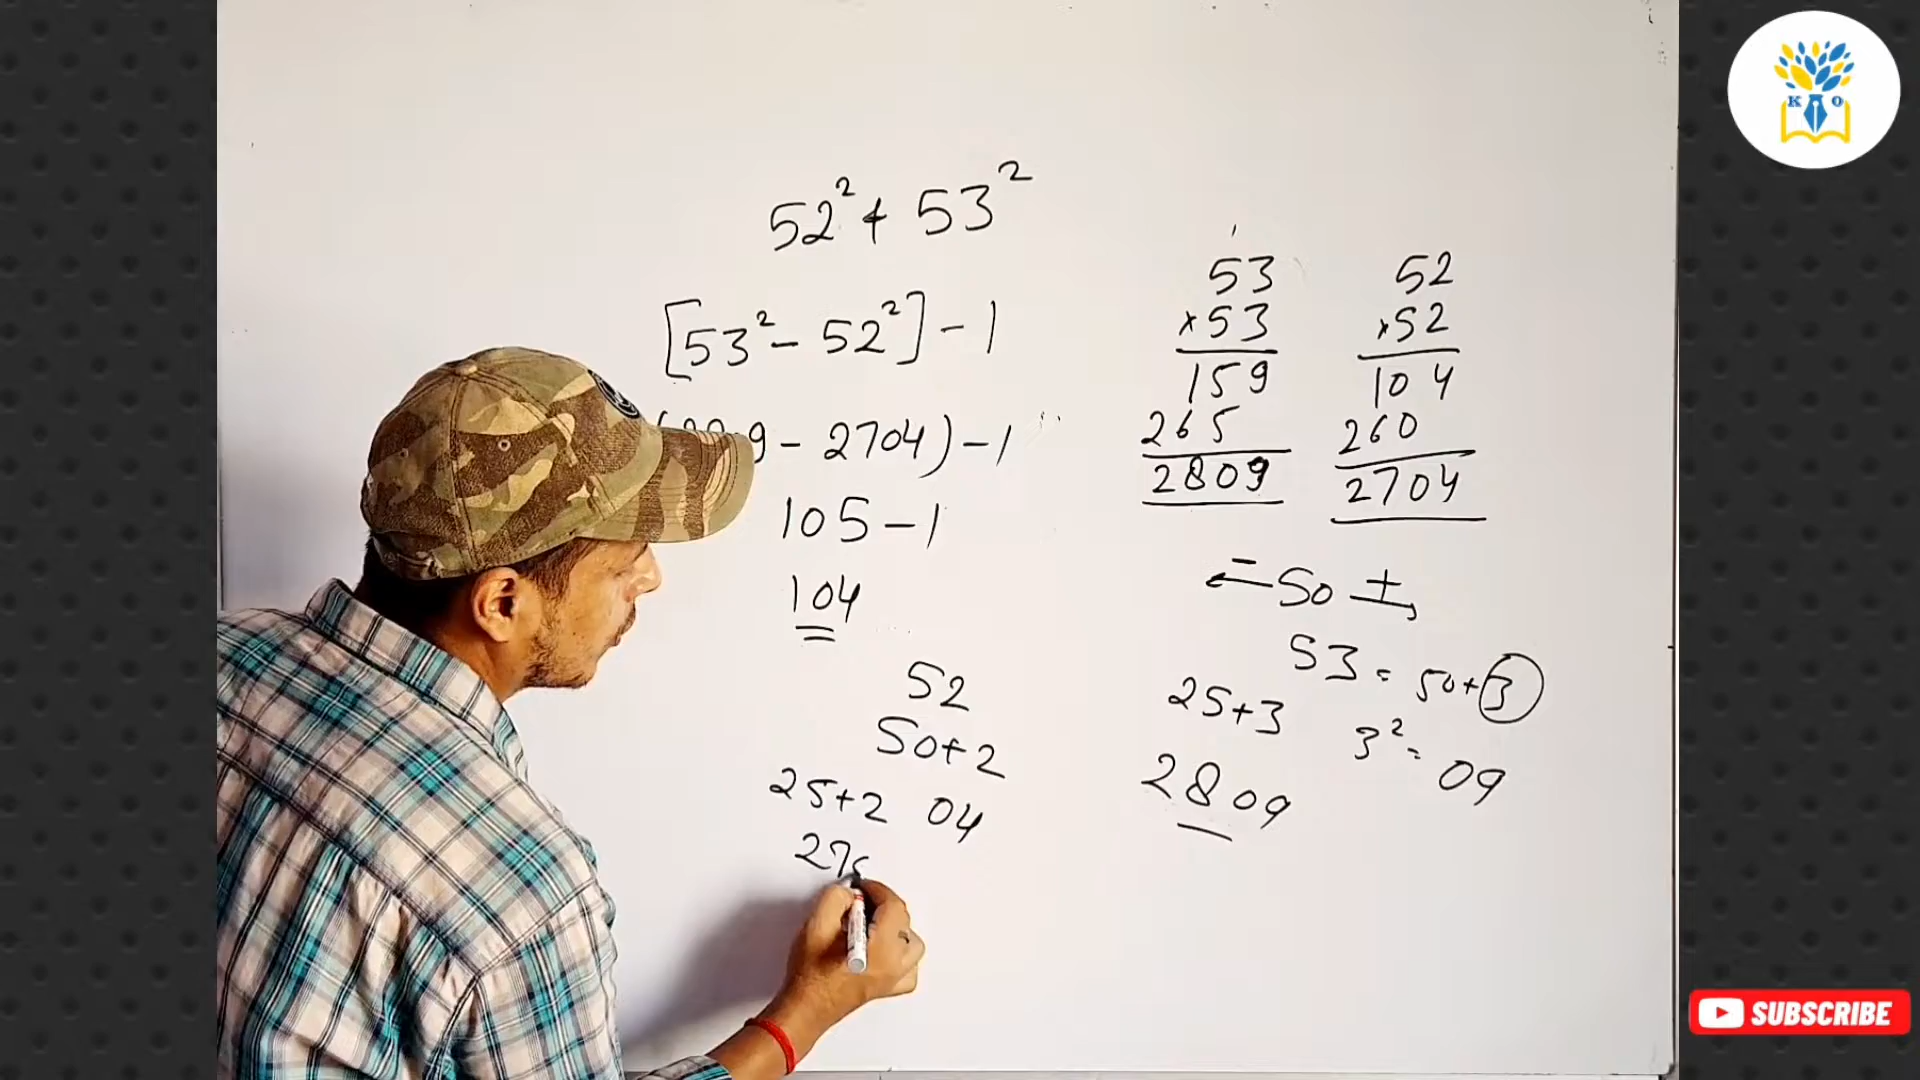 52² + 53²
[53² - 52²] - 1
9 - 2704) - 1
105 - 1
104
52
50+2
25+2 04
27
53
×53
159
265
2809
52
×52
104
260
2704
- 50 +
53 = 50+3
25+3
3² = 09
2809
K O
SUBSCRIBE